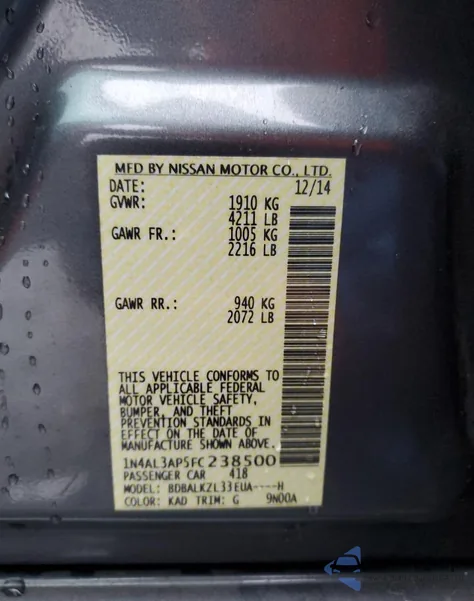 MFD BY NISSAN MOTOR CO., LTD.
DATE: 12/14
GVWR: 1910 KG
4211 LB
GAWR FR.: 1005 KG
2216 LB
GAWR RR.: 940 KG
2072 LB
THIS VEHICLE CONFORMS TO
ALL APPLICABLE FEDERAL
MOTOR VEHICLE SAFETY,
BUMPER, AND THEFT
PREVENTION STANDARDS IN
EFFECT ON THE DATE OF
MANUFACTURE SHOWN ABOVE.
1N4AL3AP5FC238500
PASSENGER CAR 418
MODEL: BDBALKZL33EUA----H
COLOR: KAD TRIM: G 9N00A